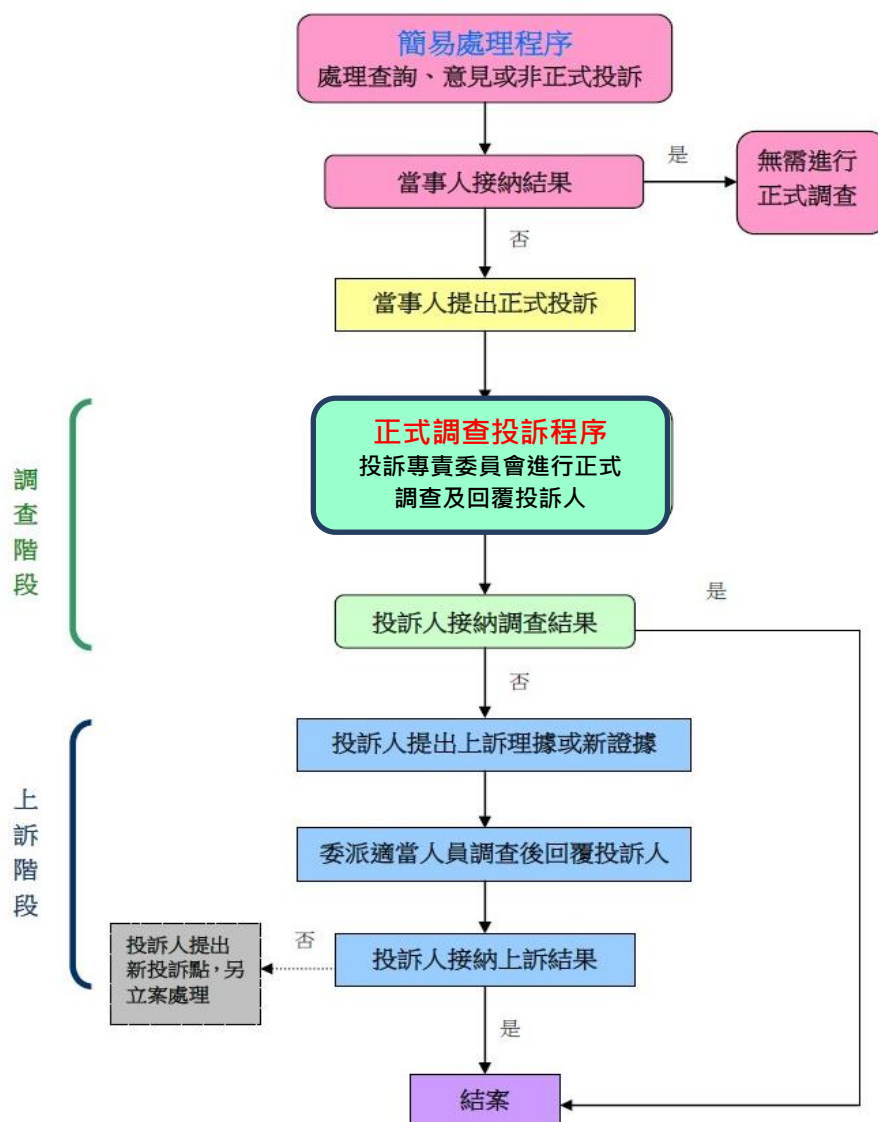 簡易處理程序
處理查詢、意見或非正式投訴
當事人接納結果
是
無需進行
正式調查
否
當事人提出正式投訴
調查階段
正式調查投訴程序
投訴專責委員會進行正式
調查及回覆投訴人
投訴人接納調查結果
是
否
上訴階段
投訴人提出上訴理據或新證據
委派適當人員調查後回覆投訴人
投訴人接納上訴結果
否
投訴人提出
新投訴點，另
立案處理
是
結案